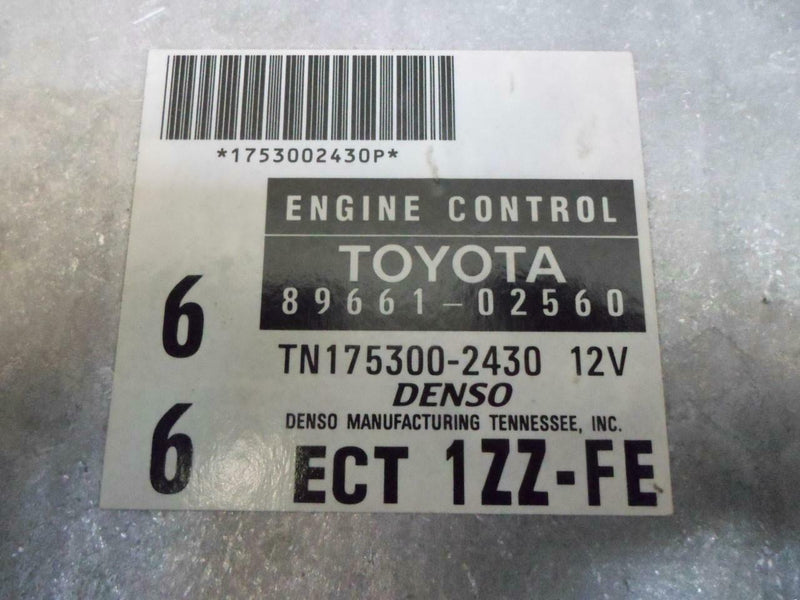 *1753002430P*
ENGINE CONTROL
TOYOTA
89661-02560
6
TN175300-2430 12V
DENSO
DENSO MANUFACTURING TENNESSEE, INC.
6
ECT 1ZZ-FE